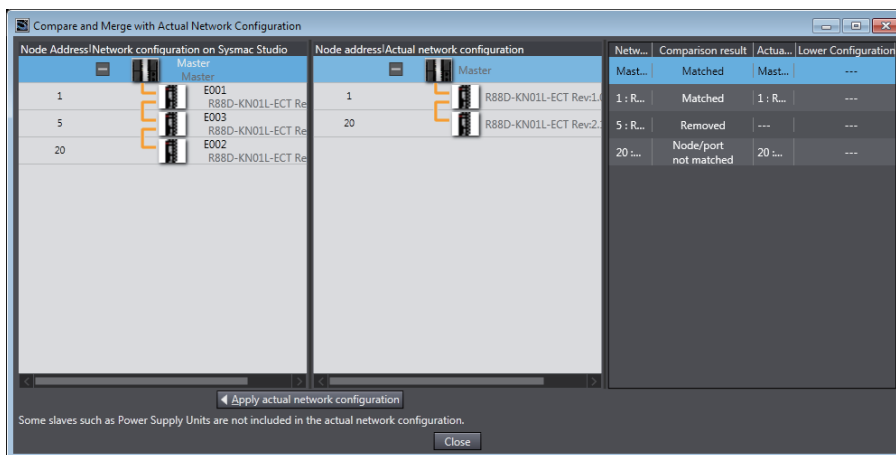 Compare and Merge with Actual Network Configuration
Node Address|Network configuration on Sysmac Studio
Master
Master
1
E001
R88D-KN01L-ECT Re
5
E003
R88D-KN01L-ECT Re
20
E002
R88D-KN01L-ECT Re
Node address|Actual network configuration
Master
1
R88D-KN01L-ECT Rev:1.0
20
R88D-KN01L-ECT Rev:2.
Netw... Comparison result Actua... Lower Configuration
Mast... Matched Mast... ---
1 : R... Matched 1 : R... ---
5 : R... Removed --- ---
20 :... Node/port not matched 20 :... ---
Apply actual network configuration
Some slaves such as Power Supply Units are not included in the actual network configuration.
Close